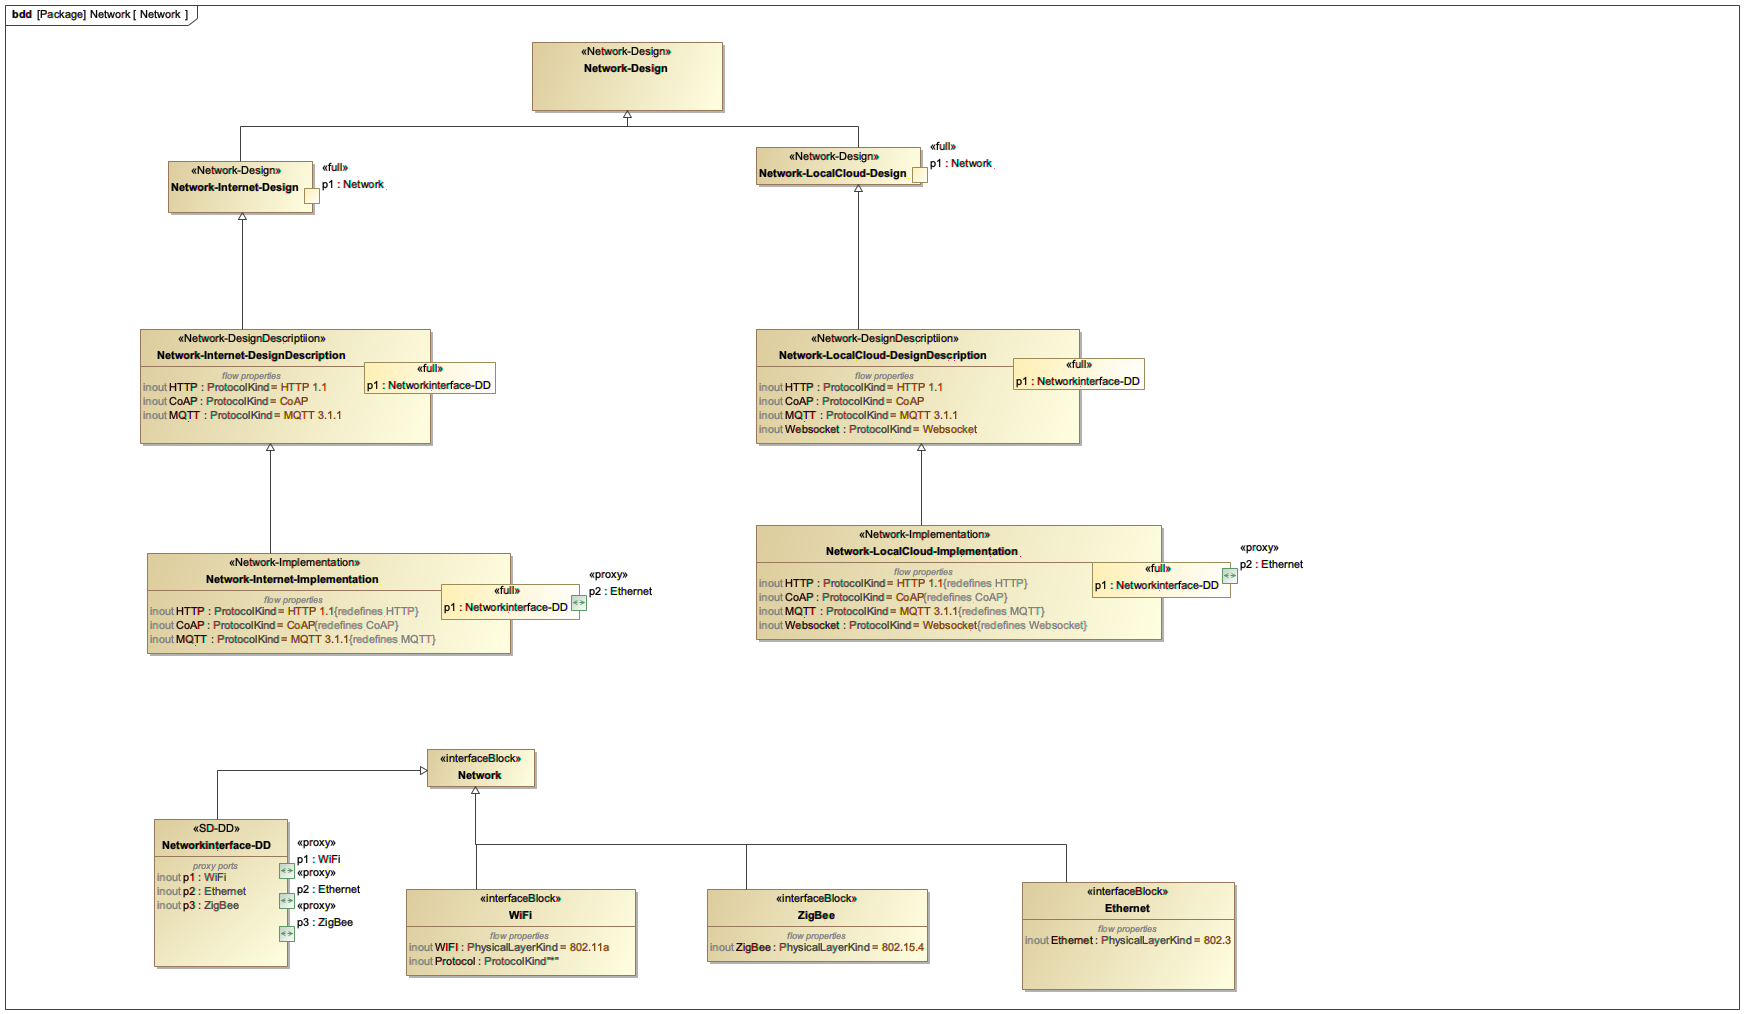 bdd [Package] Network [ Network ]
«Network-Design»
Network-Design
«Network-Design»
Network-Internet-Design
«full»
p1 : Network
«Network-Design»
Network-LocalCloud-Design
«full»
p1 : Network
«Network-DesignDescriptiion»
Network-Internet-DesignDescription
flow properties
inout HTTP : ProtocolKind = HTTP 1.1
inout CoAP : ProtocolKind = CoAP
inout MQTT : ProtocolKind = MQTT 3.1.1
«full»
p1 : Networkinterface-DD
«Network-DesignDescriptiion»
Network-LocalCloud-DesignDescription
flow properties
inout HTTP : ProtocolKind = HTTP 1.1
inout CoAP : ProtocolKind = CoAP
inout MQTT : ProtocolKind = MQTT 3.1.1
inout Websocket : ProtocolKind = Websocket
«full»
p1 : Networkinterface-DD
«Network-Implementation»
Network-Internet-Implementation
flow properties
inout HTTP : ProtocolKind = HTTP 1.1{redefines HTTP}
inout CoAP : ProtocolKind = CoAP{redefines CoAP}
inout MQTT : ProtocolKind = MQTT 3.1.1{redefines MQTT}
«full»
p1 : Networkinterface-DD
«proxy»
p2 : Ethernet
«Network-Implementation»
Network-LocalCloud-Implementation
flow properties
inout HTTP : ProtocolKind = HTTP 1.1{redefines HTTP}
inout CoAP : ProtocolKind = CoAP{redefines CoAP}
inout MQTT : ProtocolKind = MQTT 3.1.1{redefines MQTT}
inout Websocket : ProtocolKind = Websocket{redefines Websocket}
«full»
p1 : Networkinterface-DD
«proxy»
p2 : Ethernet
«interfaceBlock»
Network
«SD-DD»
Networkinterface-DD
proxy ports
inout p1 : WiFi
inout p2 : Ethernet
inout p3 : ZigBee
«proxy»
p1 : WiFi
«proxy»
p2 : Ethernet
«proxy»
p3 : ZigBee
«interfaceBlock»
WiFi
flow properties
inout WIFI : PhysicalLayerKind = 802.11a
inout Protocol : ProtocolKind"*"
«interfaceBlock»
ZigBee
flow properties
inout ZigBee : PhysicalLayerKind = 802.15.4
«interfaceBlock»
Ethernet
flow properties
inout Ethernet : PhysicalLayerKind = 802.3